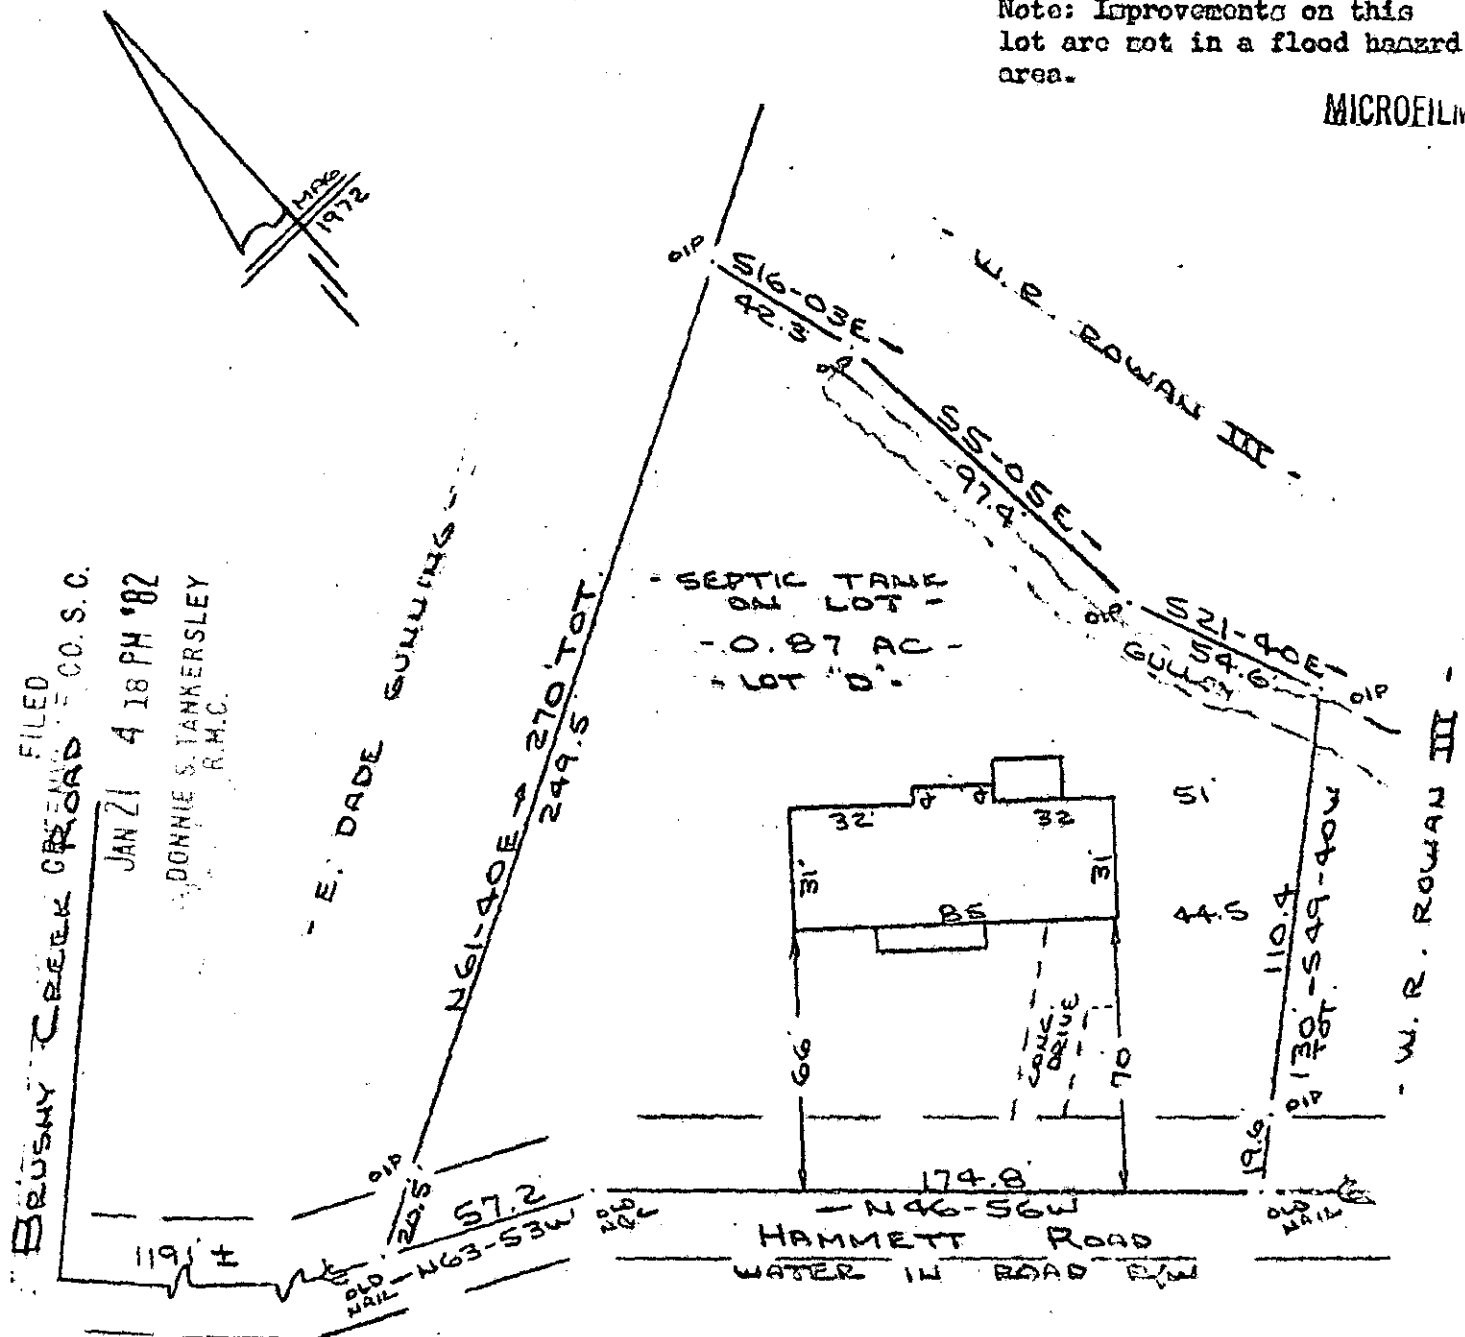 Note: Improvements on this
lot are not in a flood hazard
area.
MICROFILM
MAG
1972
OIP
S16-03E -
42.3
- W. R. ROWAN III -
OIP
S5-05E -
97.4'
- SEPTIC TANK
ON LOT -
- 0.87 AC -
- LOT "D" -
OIP
S21-40E -
54.6'
GULLEY
OIP
FILED
CO. S. C.
JAN 21 4 18 PM '82
DONNIE S. TANKERSLEY
R.M.C.
BRUSHY CREEK ROAD
- E. DADE GUNNING -
N61-40E → 270' TOT.
249.5
32'
32
31'
31'
85
51'
44.5
66
70
CONC.
DRIVE
110.4
130' TOT. - S49-40W
- W. R. ROWAN III -
OIP
19.6
OIP
20.5
57.2
- N63-53W
OLD
NAIL
174.8'
- N46-56W
OLD
NAIL
HAMMETT ROAD
WATER IN ROAD R/W
1191' ±
OLD
NAIL